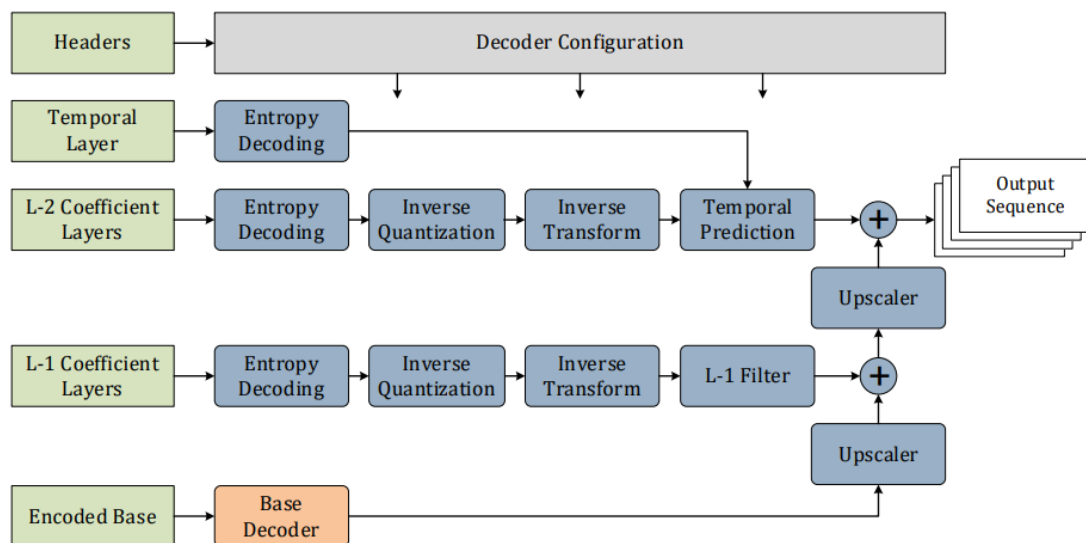 Headers
Decoder Configuration
Temporal
Layer
Entropy
Decoding
L-2 Coefficient
Layers
Entropy
Decoding
Inverse
Quantization
Inverse
Transform
Temporal
Prediction
+
Output
Sequence
Upscaler
L-1 Coefficient
Layers
Entropy
Decoding
Inverse
Quantization
Inverse
Transform
L-1 Filter
+
Upscaler
Encoded Base
Base
Decoder